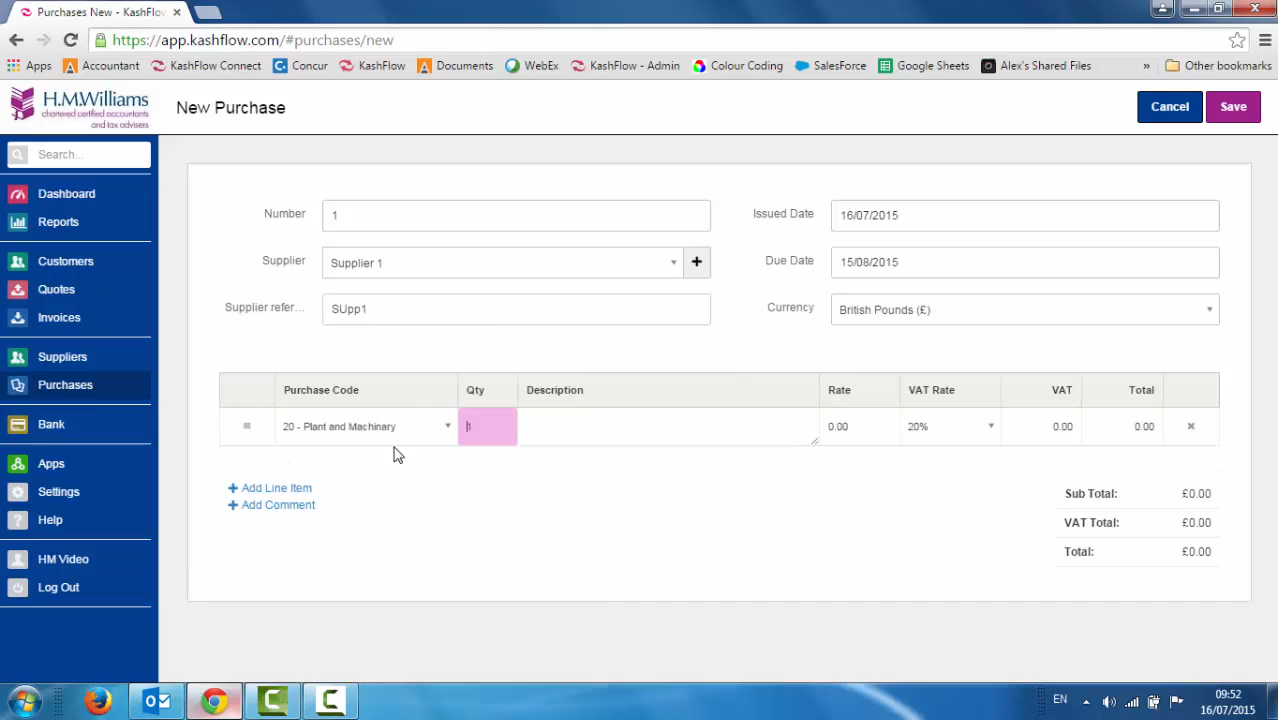 Purchases New - KashFlov
https://app.kashflow.com/#purchases/new
Apps Accountant KashFlow Connect Concur KashFlow Documents WebEx KashFlow - Admin Colour Coding SalesForce Google Sheets Alex's Shared Files » Other bookmarks
H.M.Williams
chartered certified accountants
and tax advisers
New Purchase
Cancel
Save
Search...
Dashboard
Reports
Customers
Quotes
Invoices
Suppliers
Purchases
Bank
Apps
Settings
Help
HM Video
Log Out
Number 1
Issued Date 16/07/2015
Supplier Supplier 1
Due Date 15/08/2015
Supplier refer... SUpp1
Currency British Pounds (£)
Purchase Code Qty Description Rate VAT Rate VAT Total
20 - Plant and Machinary 1 0.00 20% 0.00 0.00
Add Line Item
Add Comment
Sub Total: £0.00
VAT Total: £0.00
Total: £0.00
EN
09:52
16/07/2015